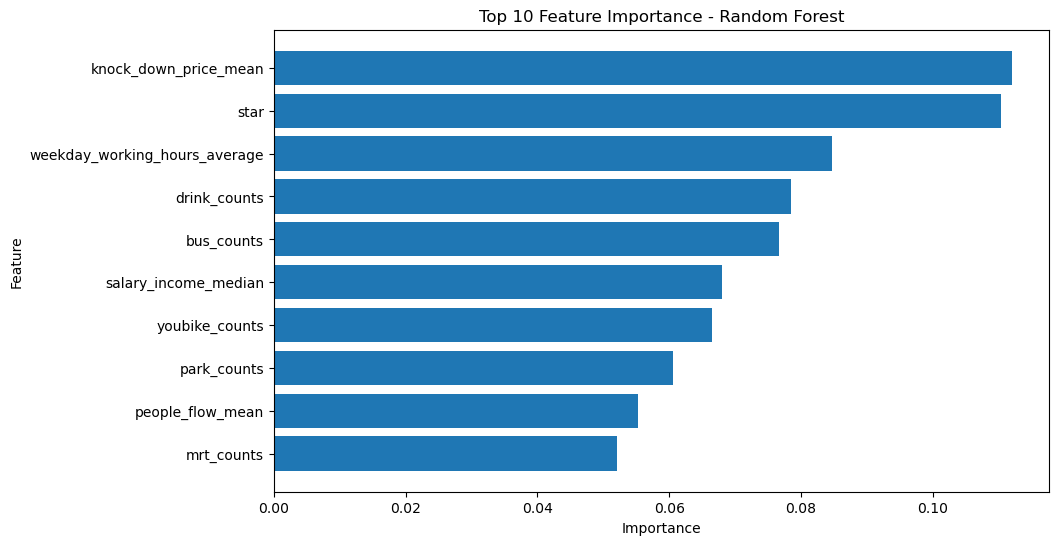 Top 10 Feature Importance - Random Forest
knock_down_price_mean
star
weekday_working_hours_average
drink_counts
bus_counts
salary_income_median
youbike_counts
park_counts
people_flow_mean
mrt_counts
Feature
0.00 0.02 0.04 0.06 0.08 0.10
Importance